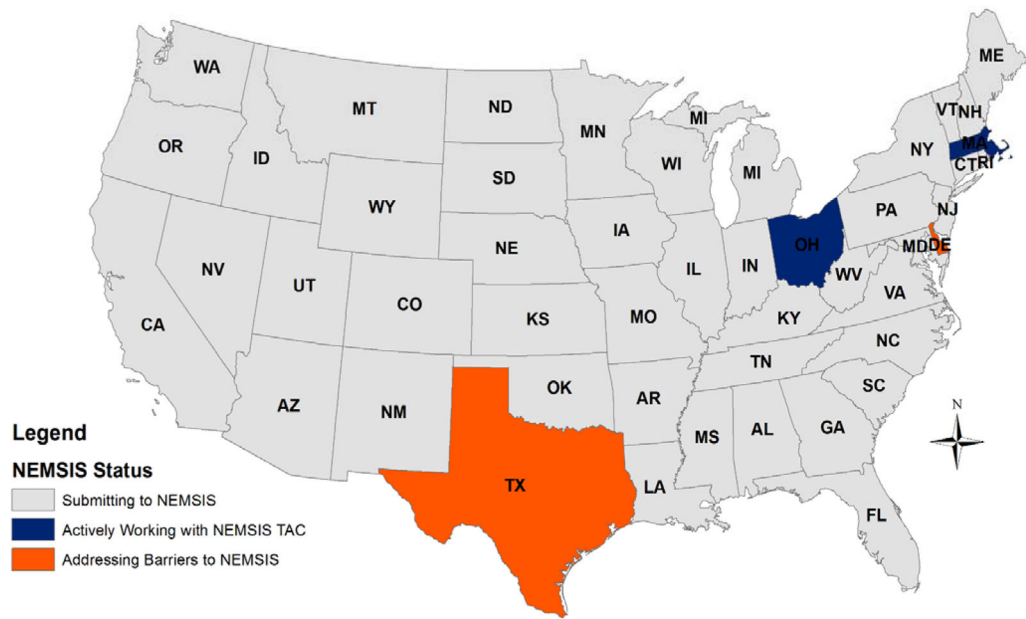 WA
ME
MT
ND
VT
NH
MN
MI
OR
MA
ID
NY
WI
CT
RI
SD
MI
WY
PA
NJ
IA
NE
OH
MD
DE
IN
IL
NV
WV
UT
VA
CO
MO
KS
KY
CA
NC
TN
OK
SC
AR
AZ
NM
N
GA
AL
MS
Legend
NEMSIS Status
TX
LA
Submitting to NEMSIS
FL
Actively Working with NEMSIS TAC
Addressing Barriers to NEMSIS